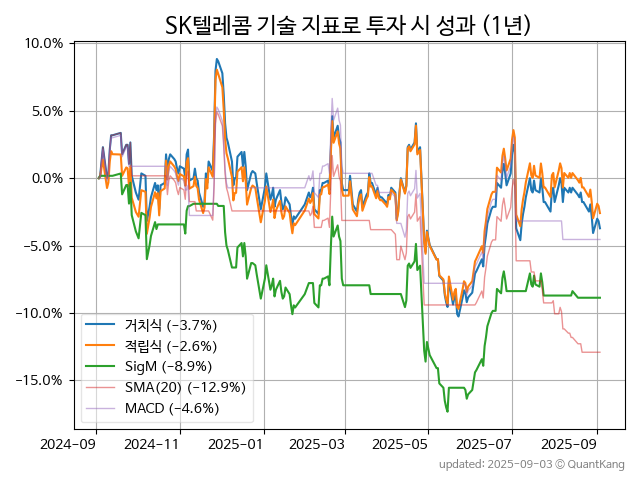 SK텔레콤 기술 지표로 투자 시 성과 (1년)
10.0%
5.0%
0.0%
−5.0%
−10.0%
−15.0%
거치식 (−3.7%)
적립식 (−2.6%)
SigM (−8.9%)
SMA(20) (−12.9%)
MACD (−4.6%)
2024-09 2024-11 2025-01 2025-03 2025-05 2025-07 2025-09
updated: 2025-09-03 ⓒ QuantKang